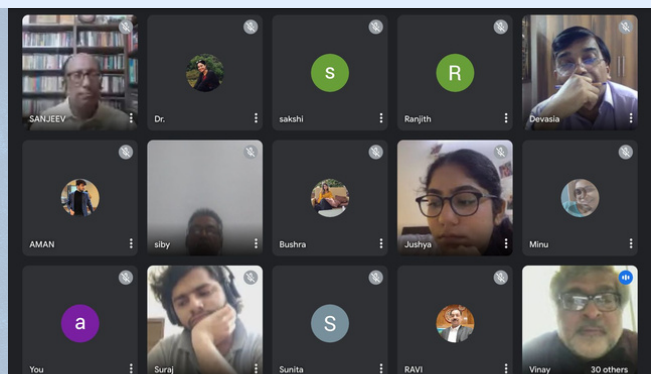 SANJEEV
Dr.
s
sakshi
R
Ranjith
Devasia
AMAN
siby
Bushra
Jushya
Minu
a
You
Suraj
S
Sunita
RAVI
Vinay 30 others